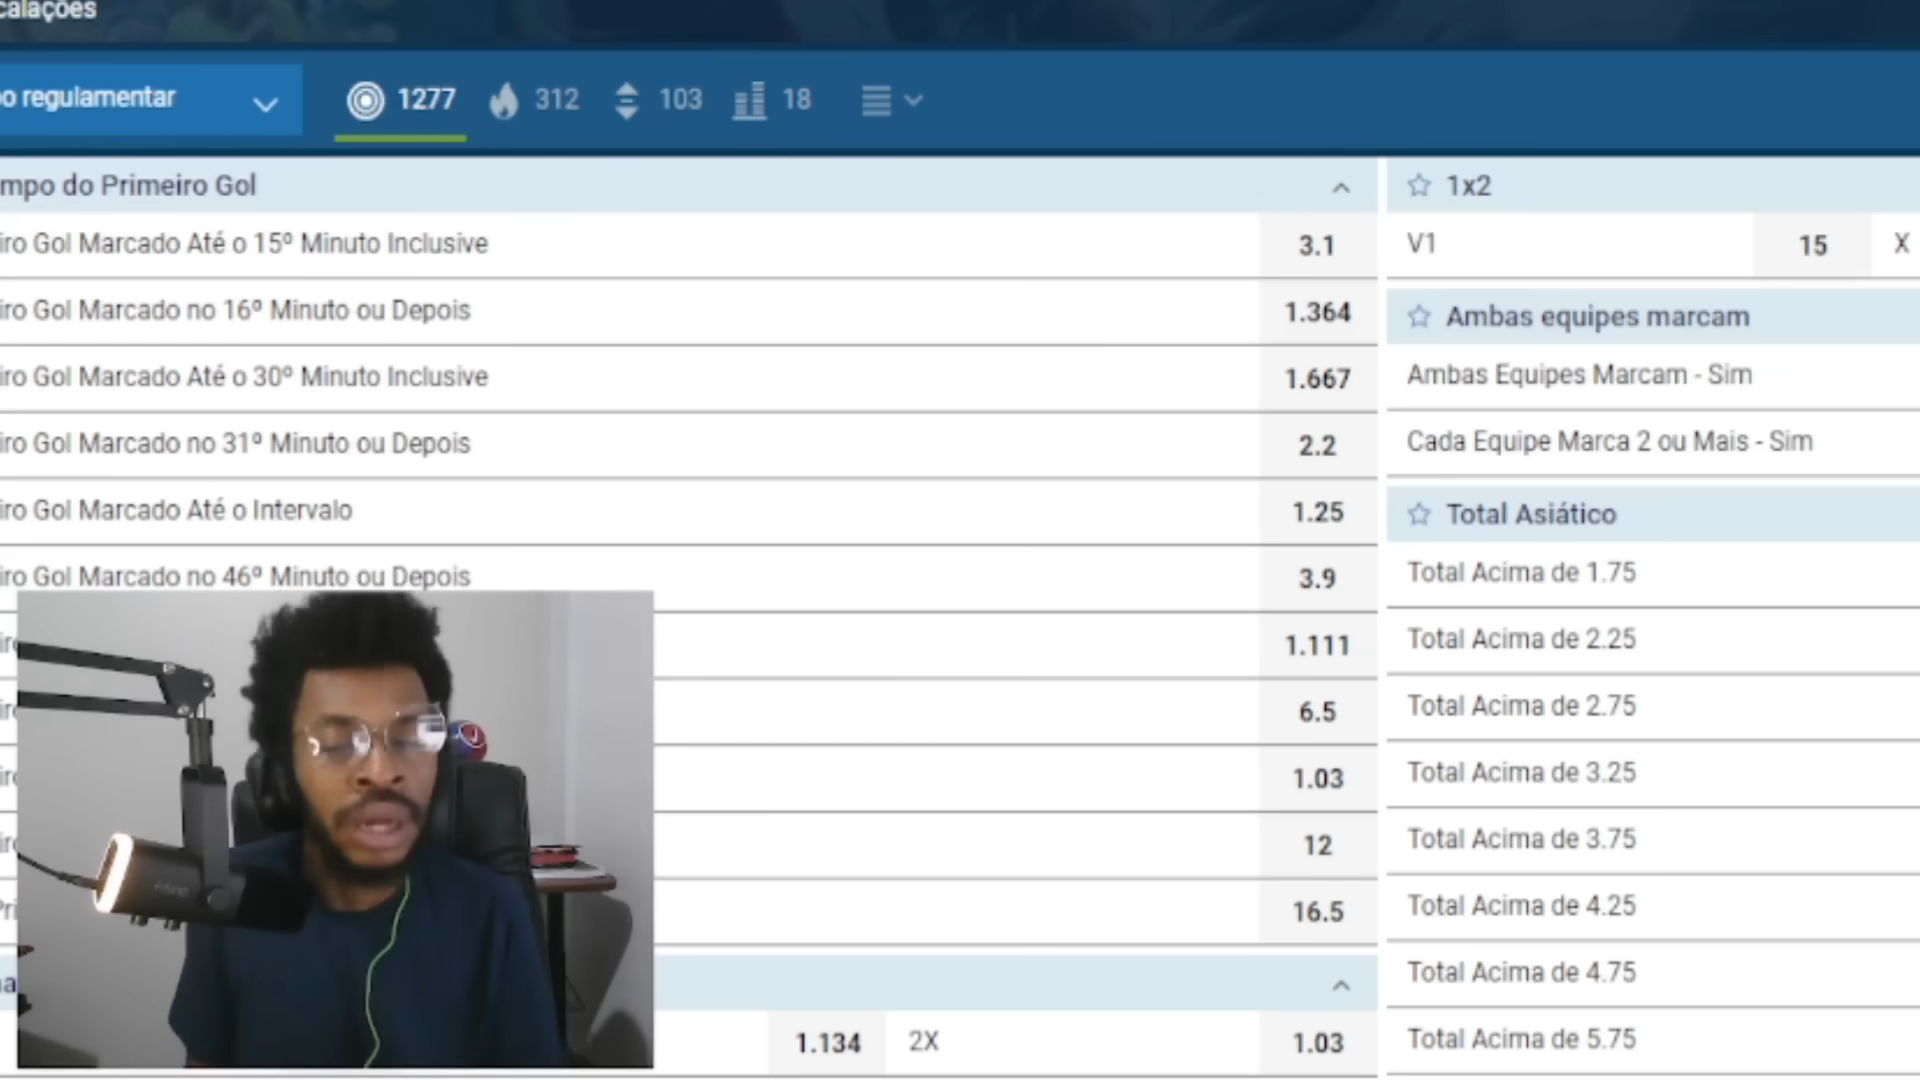 calações
o regulamentar 1277 312 103 18
mpo do Primeiro Gol
iro Gol Marcado Até o 15º Minuto Inclusive 3.1
iro Gol Marcado no 16º Minuto ou Depois 1.364
iro Gol Marcado Até o 30º Minuto Inclusive 1.667
iro Gol Marcado no 31º Minuto ou Depois 2.2
iro Gol Marcado Até o Intervalo 1.25
iro Gol Marcado no 46º Minuto ou Depois 3.9
1.111
6.5
1.03
12
16.5
1.134 2X 1.03
1x2
V1 15 X
Ambas equipes marcam
Ambas Equipes Marcam - Sim
Cada Equipe Marca 2 ou Mais - Sim
Total Asiático
Total Acima de 1.75
Total Acima de 2.25
Total Acima de 2.75
Total Acima de 3.25
Total Acima de 3.75
Total Acima de 4.25
Total Acima de 4.75
Total Acima de 5.75